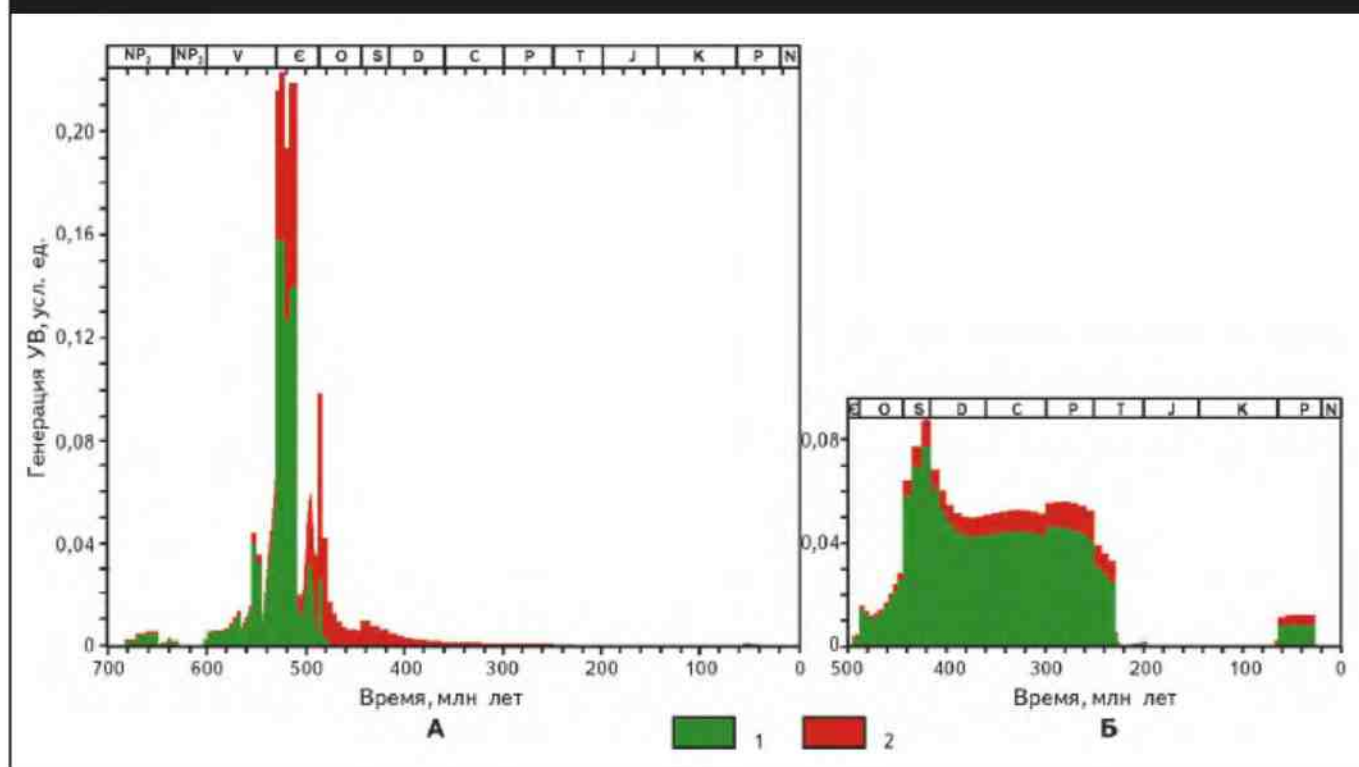 NP₂ NP₂ V Є O S D C P T J K P N
Генерация УВ, усл. ед.
0,20
0,16
0,12
0,08
0,04
0
700 600 500 400 300 200 100 0
Время, млн лет
А
Є O S D C P T J K P N
0,08
0,04
0
500 400 300 200 100 0
Время, млн лет
Б
1 2